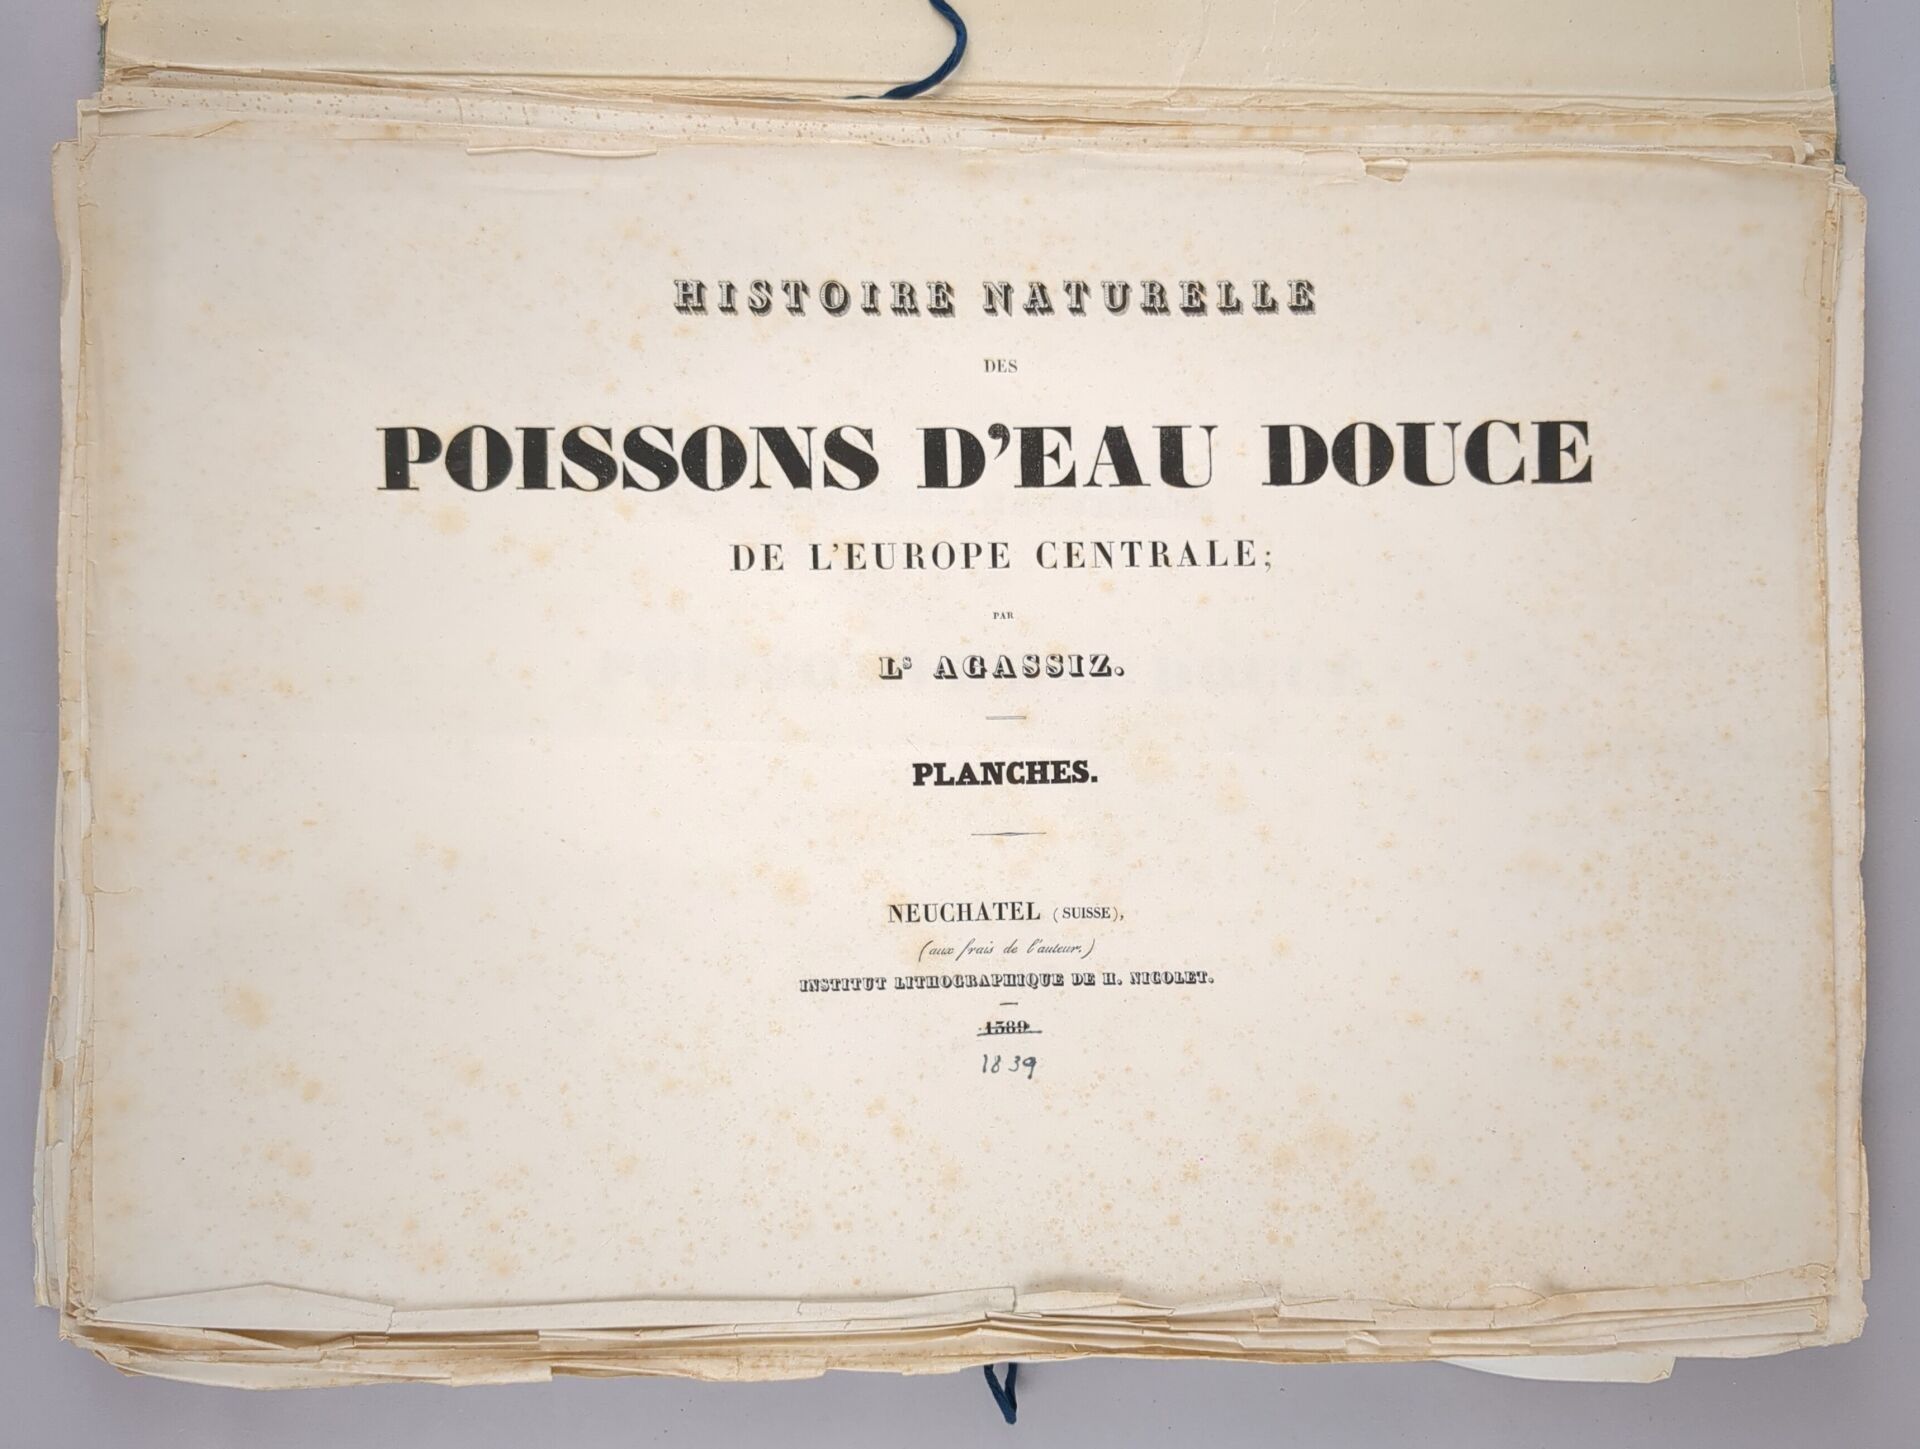 HISTOIRE NATURELLE
DES
POISSONS D'EAU DOUCE
DE L'EUROPE CENTRALE;
PAR
Ls AGASSIZ.
PLANCHES.
NEUCHATEL (SUISSE),
(aux frais de l'auteur.)
INSTITUT LITHOGRAPHIQUE DE H. NICOLET.
1389
1839